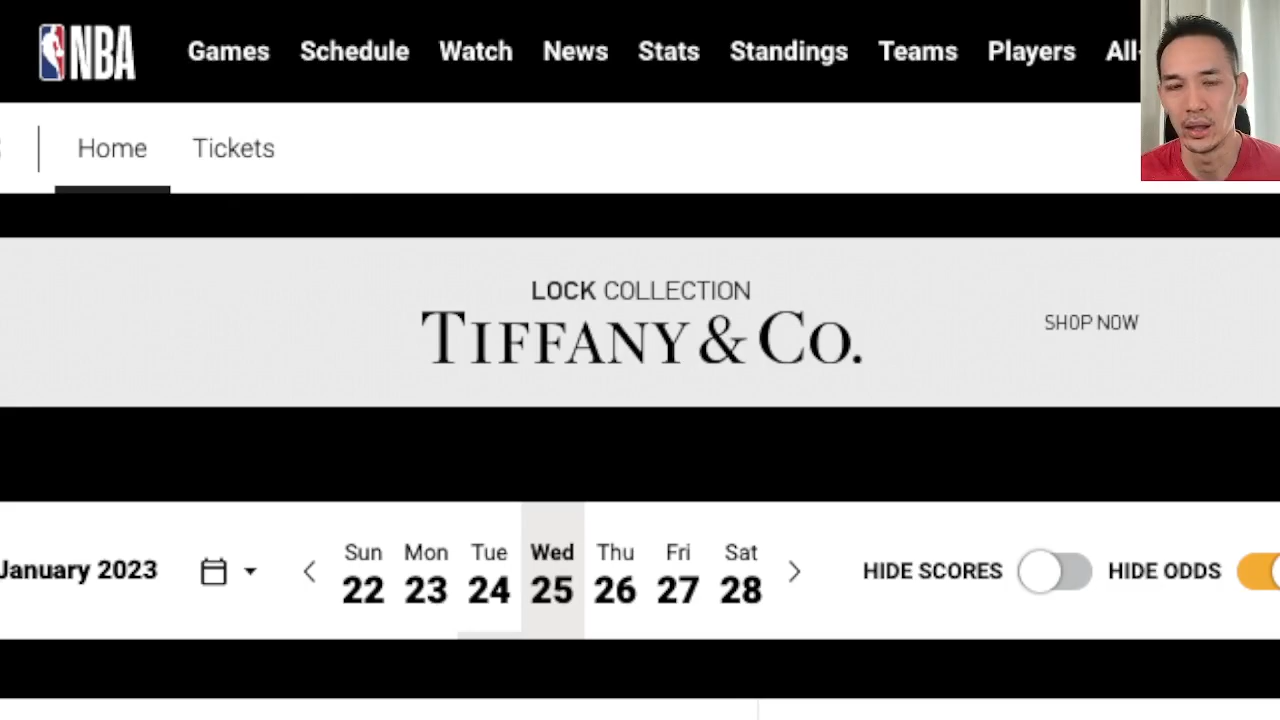 NBA Games Schedule Watch News Stats Standings Teams Players All-
Home Tickets
LOCK COLLECTION
TIFFANY & CO.
SHOP NOW
January 2023
Sun Mon Tue Wed Thu Fri Sat
22 23 24 25 26 27 28
HIDE SCORES HIDE ODDS